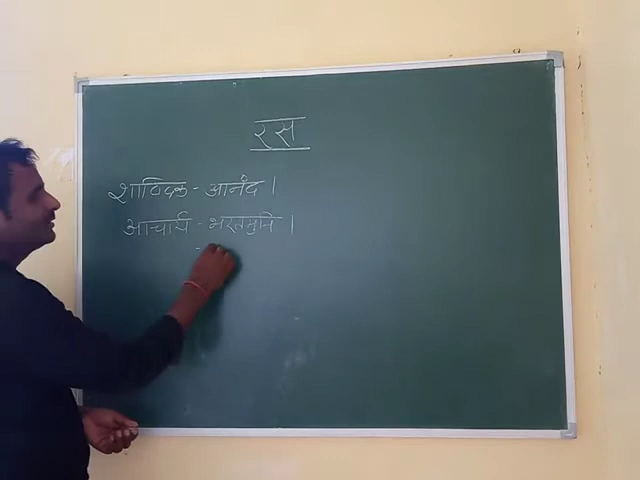 रस
शाब्दिक - आनंद।
आचार्य - भरतमुनि।
-